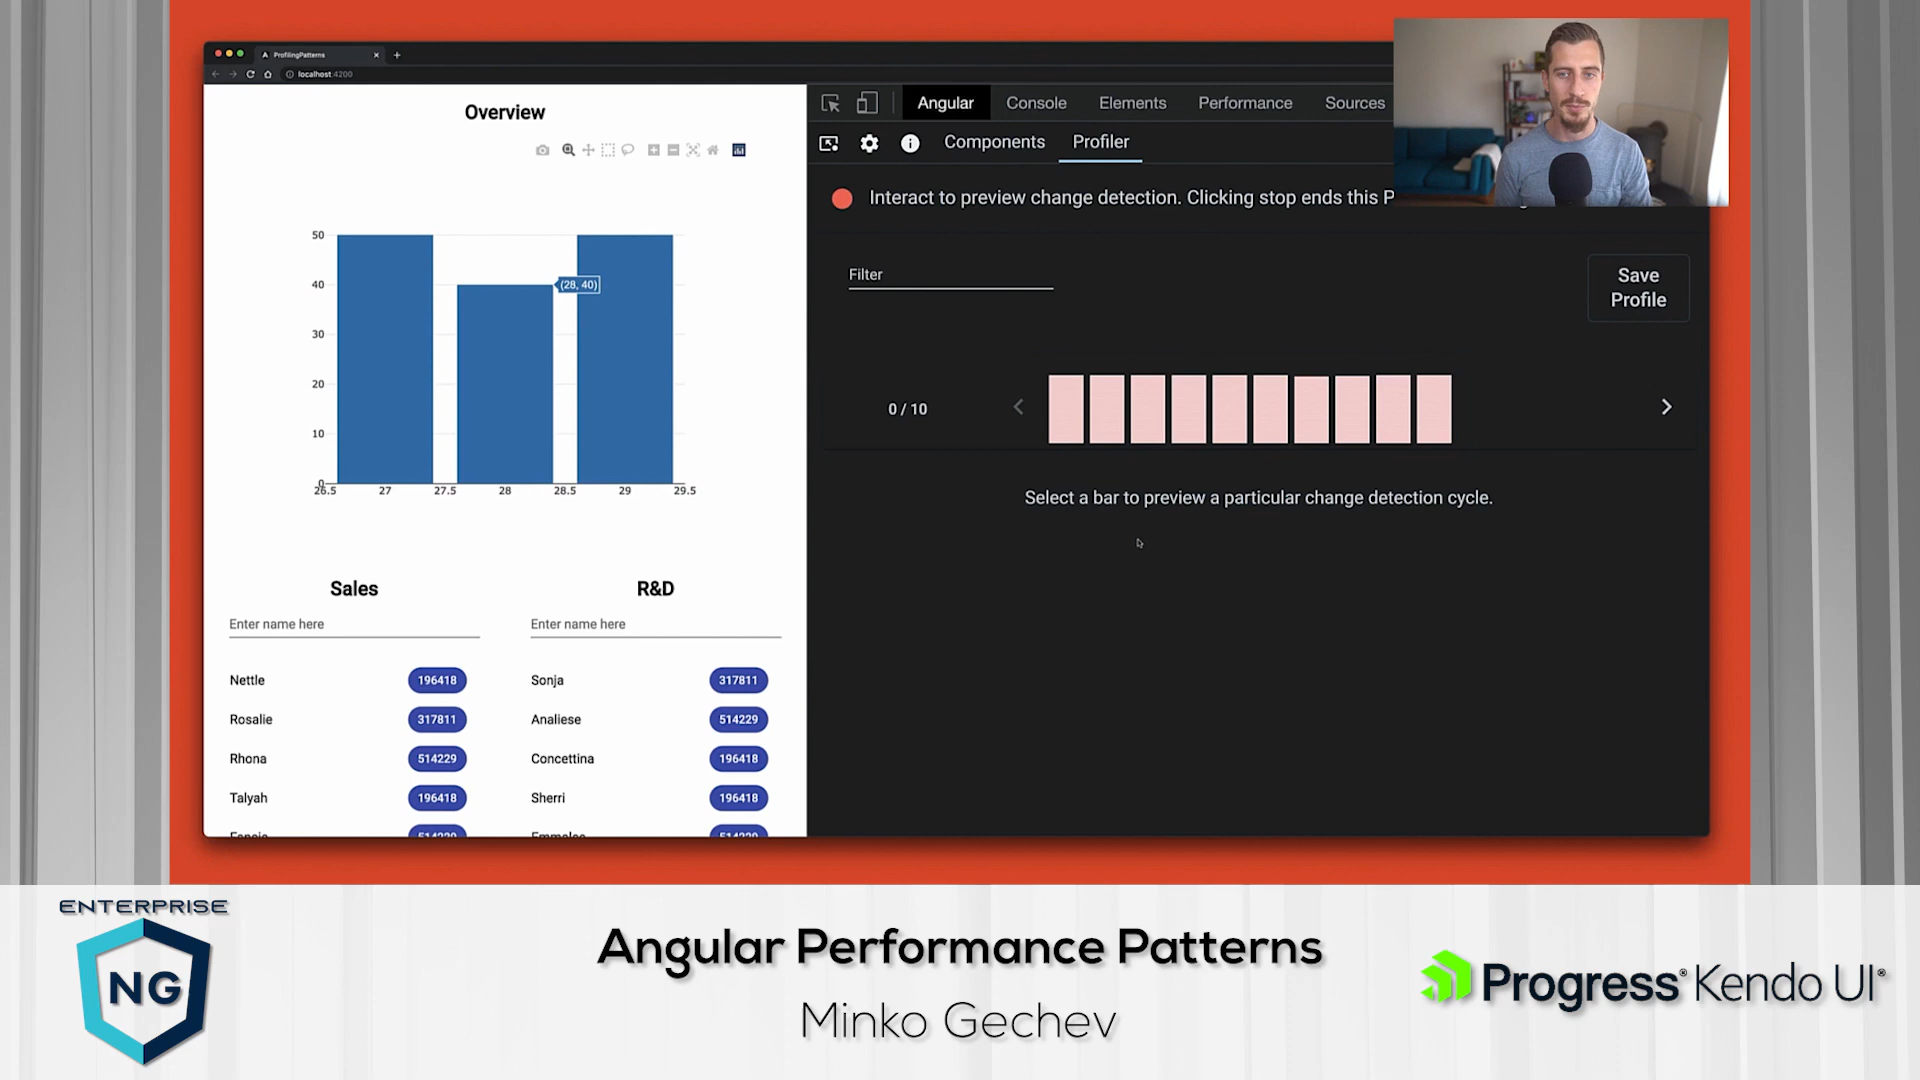 ProfilingPatterns
localhost:4200
Overview
50
40
30
20
10
0
(28, 40)
26.5
27
27.5
28
28.5
29
29.5
Sales
R&D
Enter name here
Enter name here
Nettle 196418
Sonja 317811
Rosalie 317811
Analiese 514229
Rhona 514229
Concettina 196418
Talyah 196418
Sherri 196418
Angular
Console
Elements
Performance
Sources
Components
Profiler
Interact to preview change detection. Clicking stop ends this P
Filter
Save
Profile
0 / 10
Select a bar to preview a particular change detection cycle.
ENTERPRISE
NG
Angular Performance Patterns
Minko Gechev
Progress® Kendo UI®